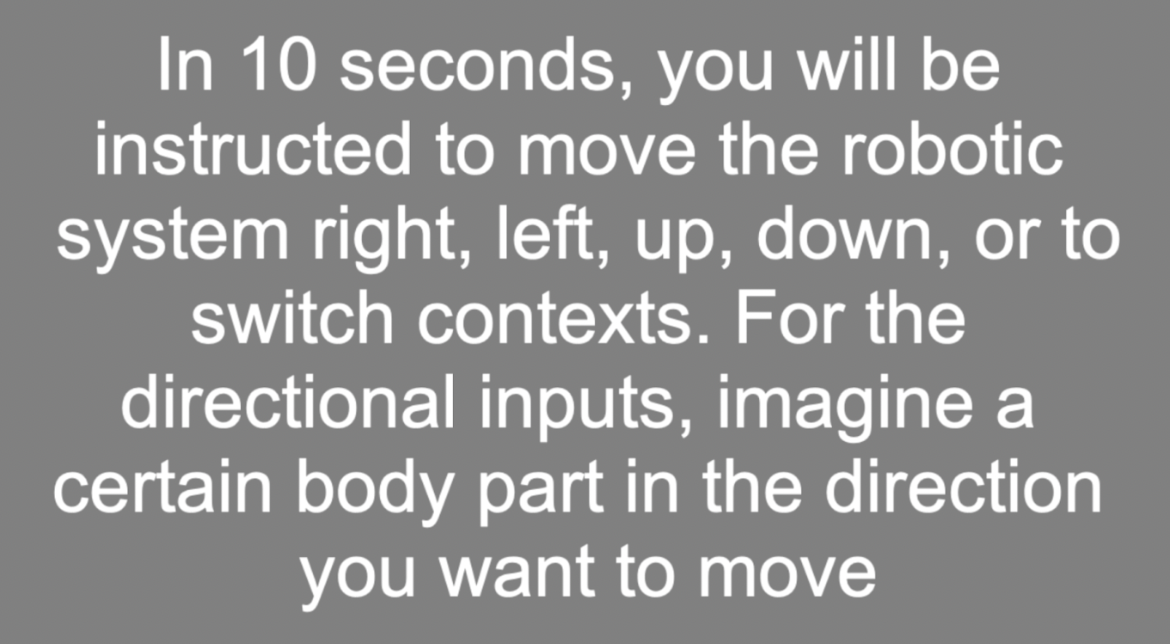 In 10 seconds, you will be
instructed to move the robotic
system right, left, up, down, or to
switch contexts. For the
directional inputs, imagine a
certain body part in the direction
you want to move